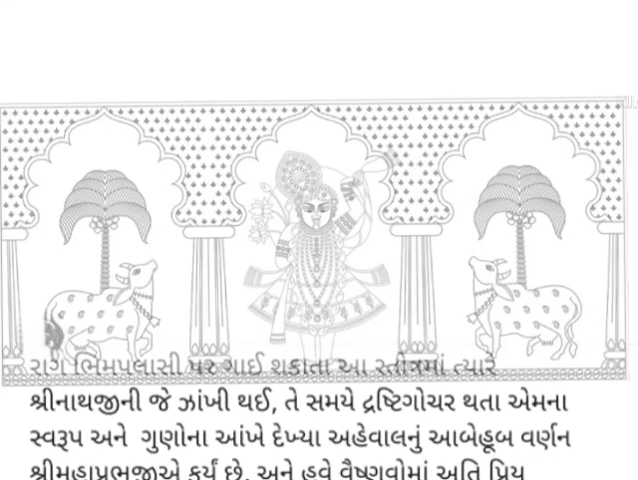 રાગ ભિમપલાસી પર ગાઈ શકાતા આ સ્તોત્રમાં ત્યારે
શ્રીનાથજીની જે ઝાંખી થઈ, તે સમયે દ્રષ્ટિગોચર થતા એમના
સ્વરૂપ અને ગુણોના આંખે દેખ્યા અહેવાલનું આબેહૂબ વર્ણન
શ્રીમહાપ્રભુજીએ કર્યું છે. અને હવે વૈષ્ણવોમાં અતિ પ્રિય